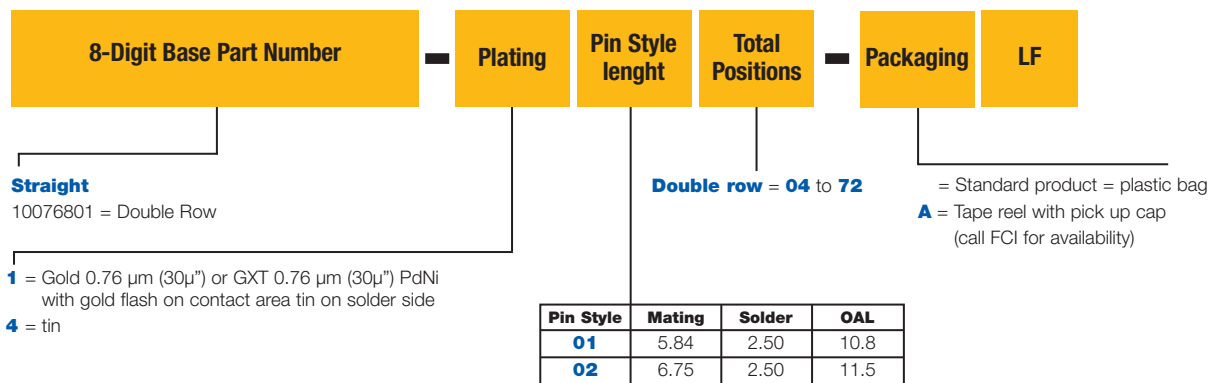 8-Digit Base Part Number
Plating
Pin Style
lenght
Total
Positions
Packaging
LF
Straight
10076801 = Double Row
Double row = 04 to 72
= Standard product = plastic bag
A = Tape reel with pick up cap
(call FCI for availability)
1 = Gold 0.76 µm (30µ”) or GXT 0.76 µm (30µ”) PdNi
with gold flash on contact area tin on solder side
4 = tin
Pin Style Mating Solder OAL
01 5.84 2.50 10.8
02 6.75 2.50 11.5